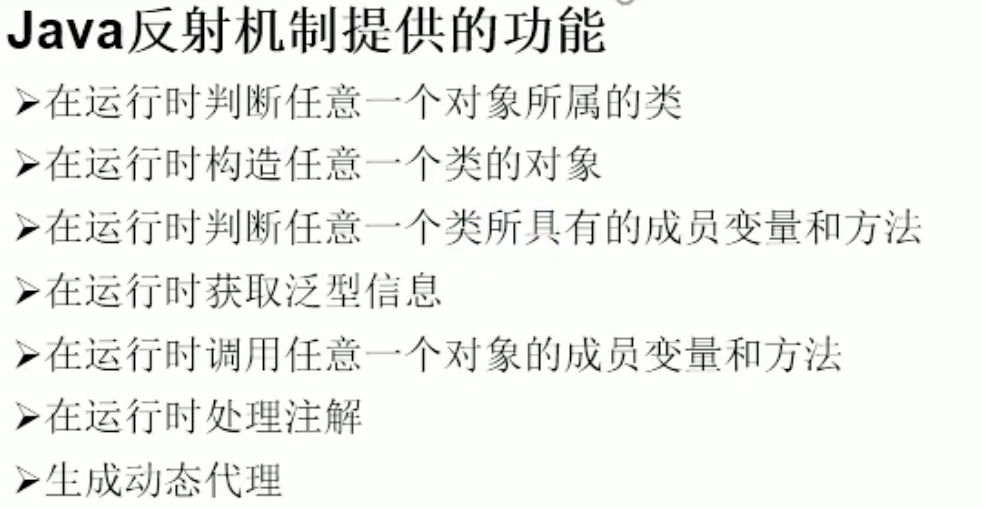 Java反射机制提供的功能
➢在运行时判断任意一个对象所属的类
➢在运行时构造任意一个类的对象
➢在运行时判断任意一个类所具有的成员变量和方法
➢在运行时获取泛型信息
➢在运行时调用任意一个对象的成员变量和方法
➢在运行时处理注解
➢生成动态代理